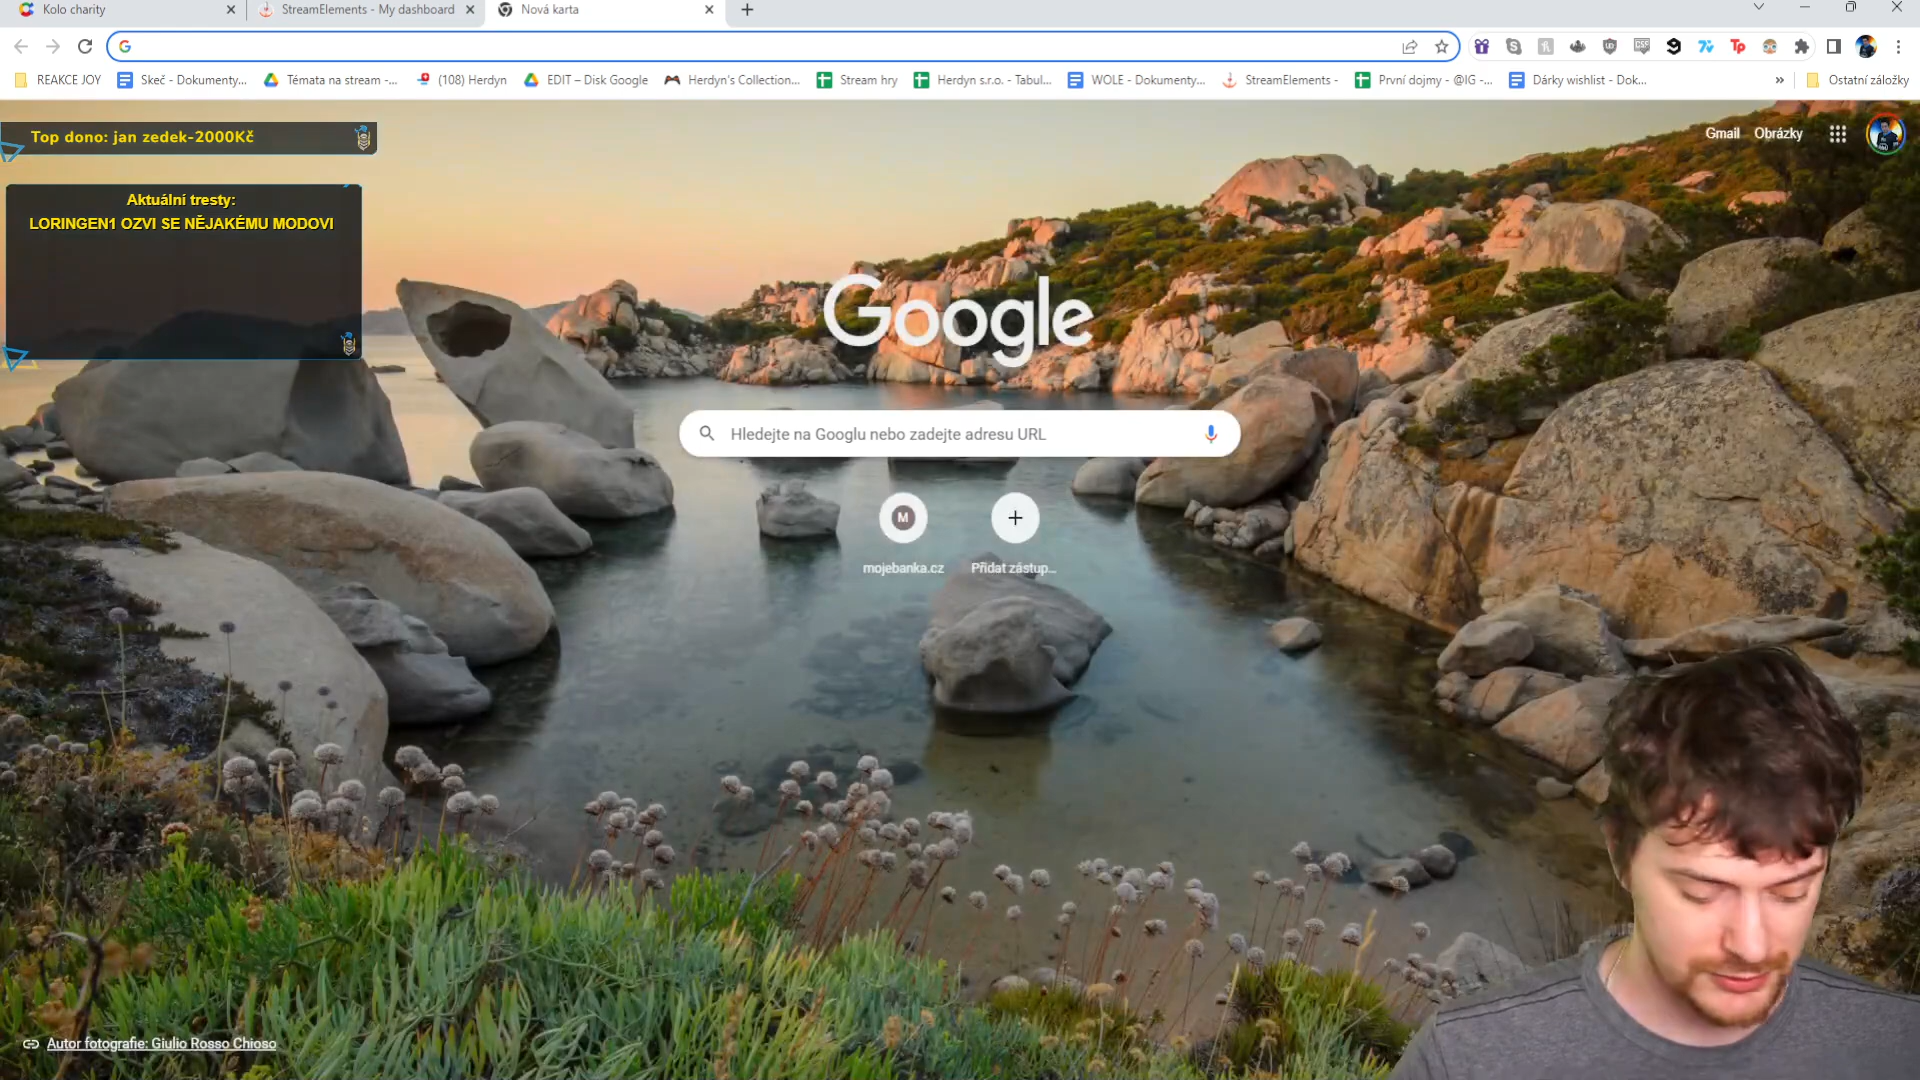 Kolo charity
StreamElements - My dashboard
Nová karta
REAKCE JOY
Skeč - Dokumenty...
Témata na stream -...
(108) Herdyn
EDIT – Disk Google
Herdyn's Collection...
Stream hry
Herdyn s.r.o. - Tabul...
WOLE - Dokumenty...
StreamElements -
První dojmy - @IG -...
Dárky wishlist - Dok...
»
Ostatní záložky
Top dono: jan zedek-2000Kč
Gmail
Obrázky
Aktuální tresty:
LORINGEN1 OZVI SE NĚJAKÉMU MODOVI
Google
Hledejte na Googlu nebo zadejte adresu URL
M
mojebanka.cz
Přidat zástup...
Autor fotografie: Giulio Rosso Chioso